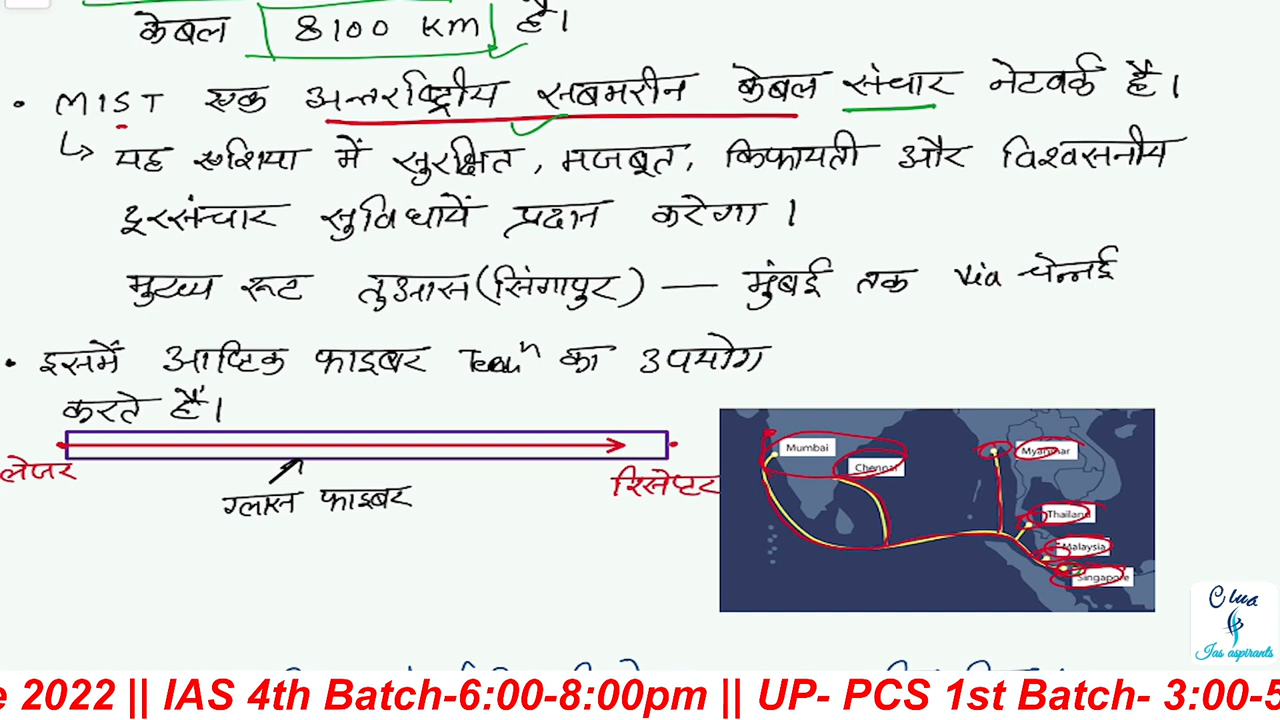 केबल 8100 KM है।
• MIST एक अन्तर्राष्ट्रीय सबमरीन केबल संचार नेटवर्क है।
↳ यह एशिया में सुरक्षित, मजबूत, किफायती और विश्वसनीय
दूरसंचार सुविधायें प्रदान करेगा।
मुख्य रूट तुआस (सिंगापुर) — मुंबई तक via चेन्नई
• इसमें आप्टिक फाइबर Tech^n का उपयोग
करते हैं।
लेजर
ग्लास फाइबर
रिसेप्टर
Mumbai
Chennai
Myanmar
Thailand
Malaysia
Singapore
Ias aspirants
e 2022 || IAS 4th Batch-6:00-8:00pm || UP- PCS 1st Batch- 3:00-5